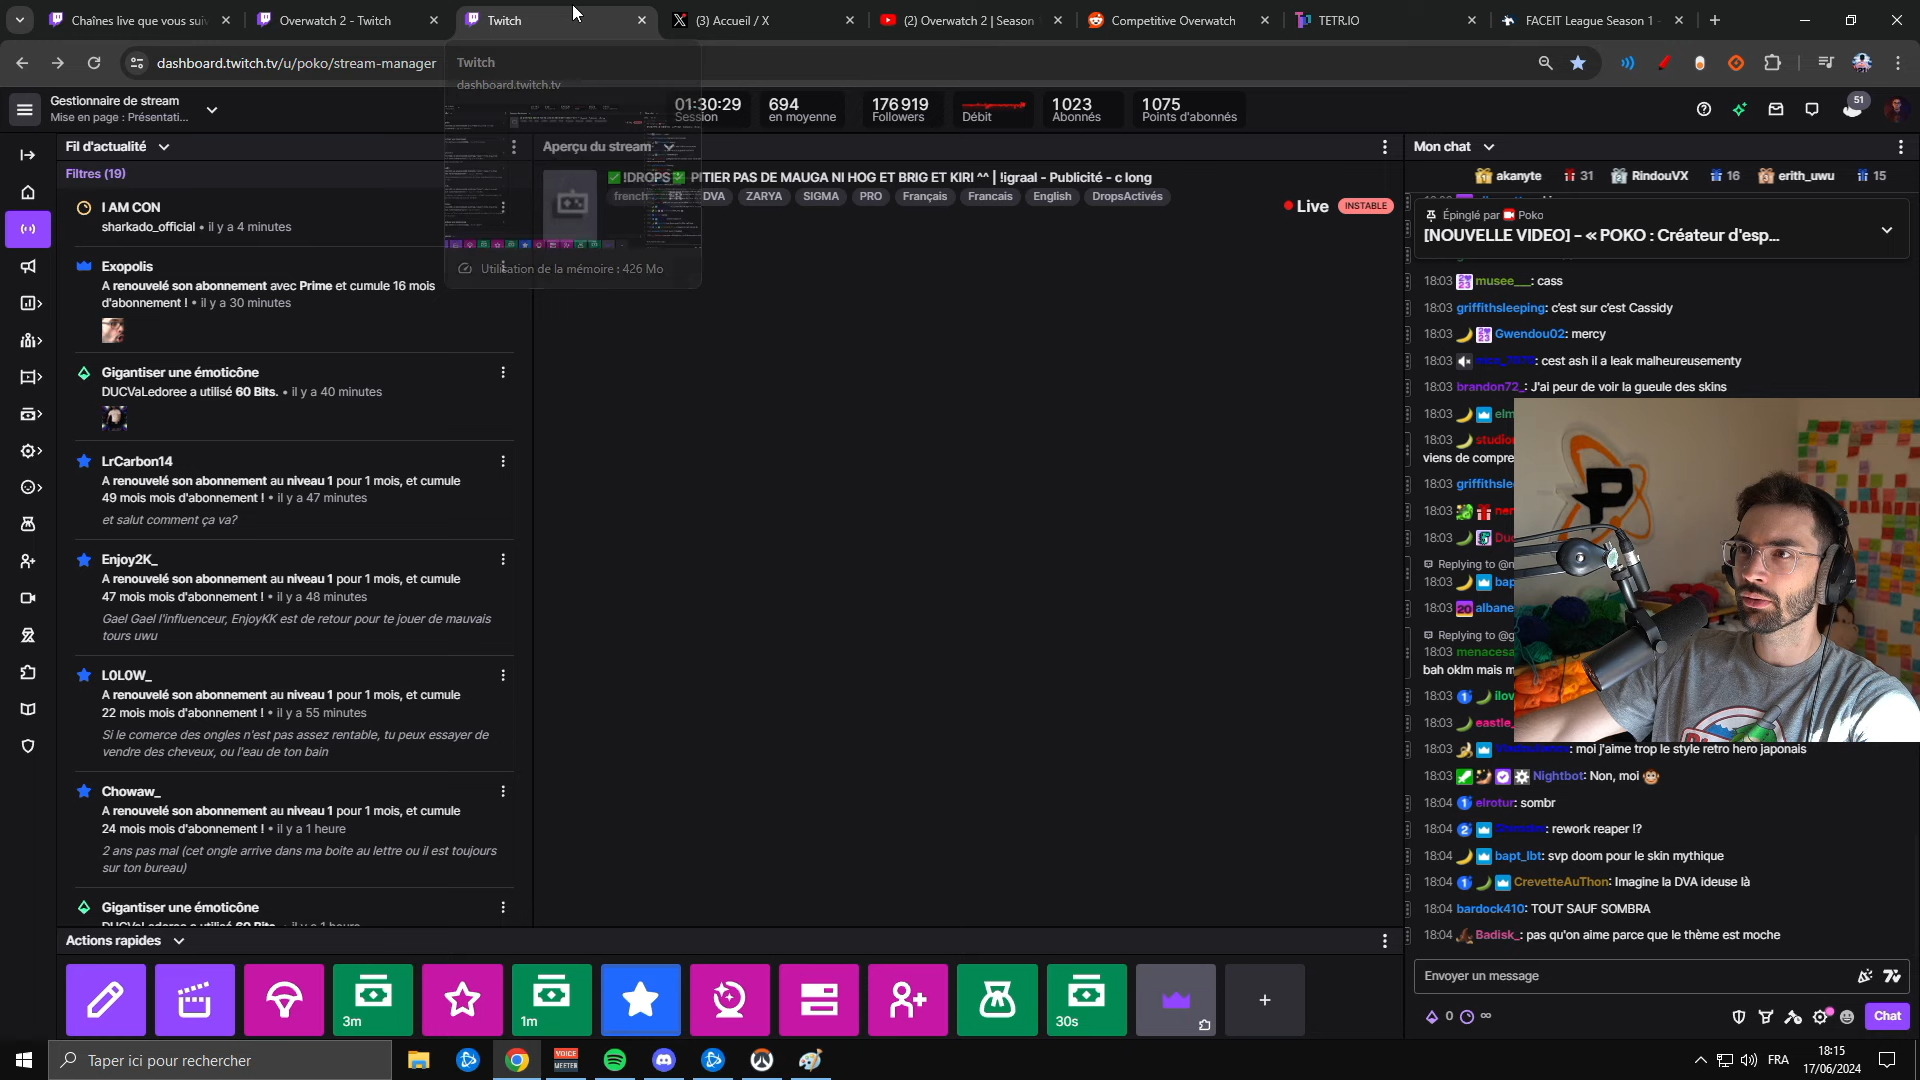 Chaînes live que vous suiv
Overwatch 2 - Twitch
Twitch
(3) Accueil / X
(2) Overwatch 2 | Season
Competitive Overwatch
TETR.IO
FACEIT League Season 1 -
dashboard.twitch.tv/u/poko/stream-manager
Twitch
dashboard.twitch.tv
Utilisation de la mémoire : 426 Mo
Gestionnaire de stream
Mise en page : Présentati...
01:30:29
Session
694
en moyenne
176 919
Followers
Débit
1 023
Abonnés
1 075
Points d'abonnés
51
Fil d'actualité
Filtres (19)
I AM CON
sharkado_official • il y a 4 minutes
Exopolis
A renouvelé son abonnement avec Prime et cumule 16 mois
d'abonnement ! • il y a 30 minutes
Gigantiser une émoticône
DUCVaLedoree a utilisé 60 Bits. • il y a 40 minutes
LrCarbon14
A renouvelé son abonnement au niveau 1 pour 1 mois, et cumule
49 mois mois d'abonnement ! • il y a 47 minutes
et salut comment ça va?
Enjoy2K_
A renouvelé son abonnement au niveau 1 pour 1 mois, et cumule
47 mois mois d'abonnement ! • il y a 48 minutes
Gael Gael l'influenceur, EnjoyKK est de retour pour te jouer de mauvais
tours uwu
L0L0W_
A renouvelé son abonnement au niveau 1 pour 1 mois, et cumule
22 mois mois d'abonnement ! • il y a 55 minutes
Si le comerce des ongles n'est pas assez rentable, tu peux essayer de
vendre des cheveux, ou l'eau de ton bain
Chowaw_
A renouvelé son abonnement au niveau 1 pour 1 mois, et cumule
24 mois mois d'abonnement ! • il y a 1 heure
2 ans pas mal (cet ongle arrive dans ma boite au lettre ou il est toujours
sur ton bureau)
Gigantiser une émoticône
DUCVaLedoree a utilisé 60 Bits. • il y a 1 heure
Aperçu du stream
!DROPS PITIER PAS DE MAUGA NI HOG ET BRIG ET KIRI ^^ | !igraal - Publicité - c long
french
FR
DVA
ZARYA
SIGMA
PRO
Français
Francais
English
DropsActivés
Live
INSTABLE
Actions rapides
3m
1m
30s
+
Mon chat
akanyte
31
RindouVX
16
erith_uwu
15
Épinglé par Poko
[NOUVELLE VIDEO] - « POKO : Créateur d'esp...
18:03 musee___: cass
18:03 griffithsleeping: c'est sur c'est Cassidy
18:03 Gwendou02: mercy
18:03 : cest ash il a leak malheureusementy
18:03 brandon72_: J'ai peur de voir la gueule des skins
18:03 elm
18:03 studio
viens de compre
18:03 griffithslee
18:03 ner
18:03 Duc
Replying to @n
18:03 bap
18:03 20 albane
Replying to @g
18:03 menacesa
bah oklm mais m
18:03 ilov
18:03 eastle_
18:03 : moi j'aime trop le style retro hero japonais
18:03 Nightbot: Non, moi
18:04 elrotur: sombr
18:04 : rework reaper !?
18:04 bapt_lbt: svp doom pour le skin mythique
18:04 CrevetteAuThon: Imagine la DVA ideuse là
18:04 bardock410: TOUT SAUF SOMBRA
18:04 Badisk_: pas qu'on aime parce que le thème est moche
Envoyer un message
0
∞
Chat
Taper ici pour rechercher
VOICE
MEETER
FRA
18:15
17/06/2024